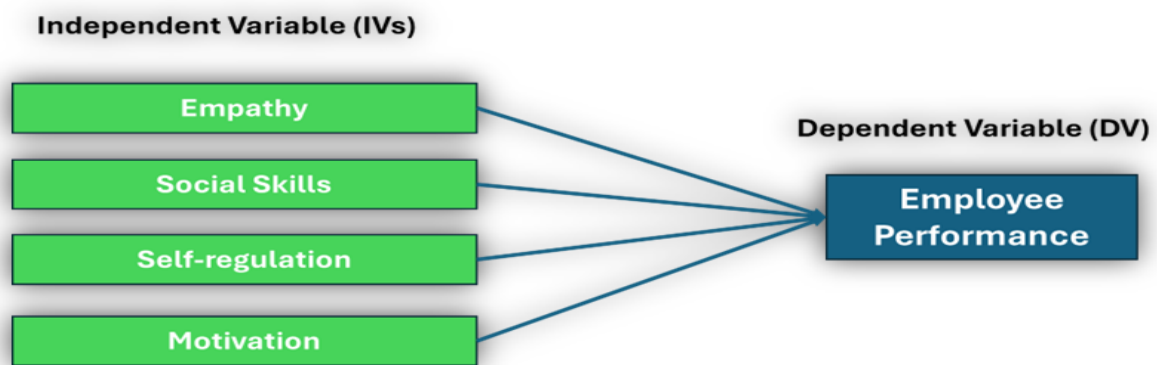 Independent Variable (IVs)
Empathy
Social Skills
Self-regulation
Motivation
Dependent Variable (DV)
Employee
Performance